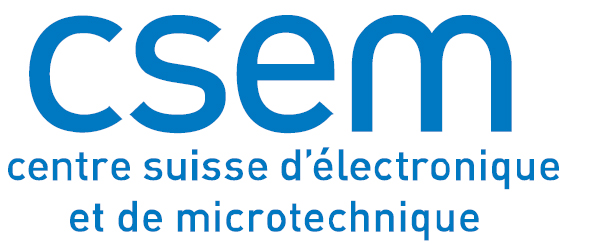 csem
centre suisse d'électronique
et de microtechnique